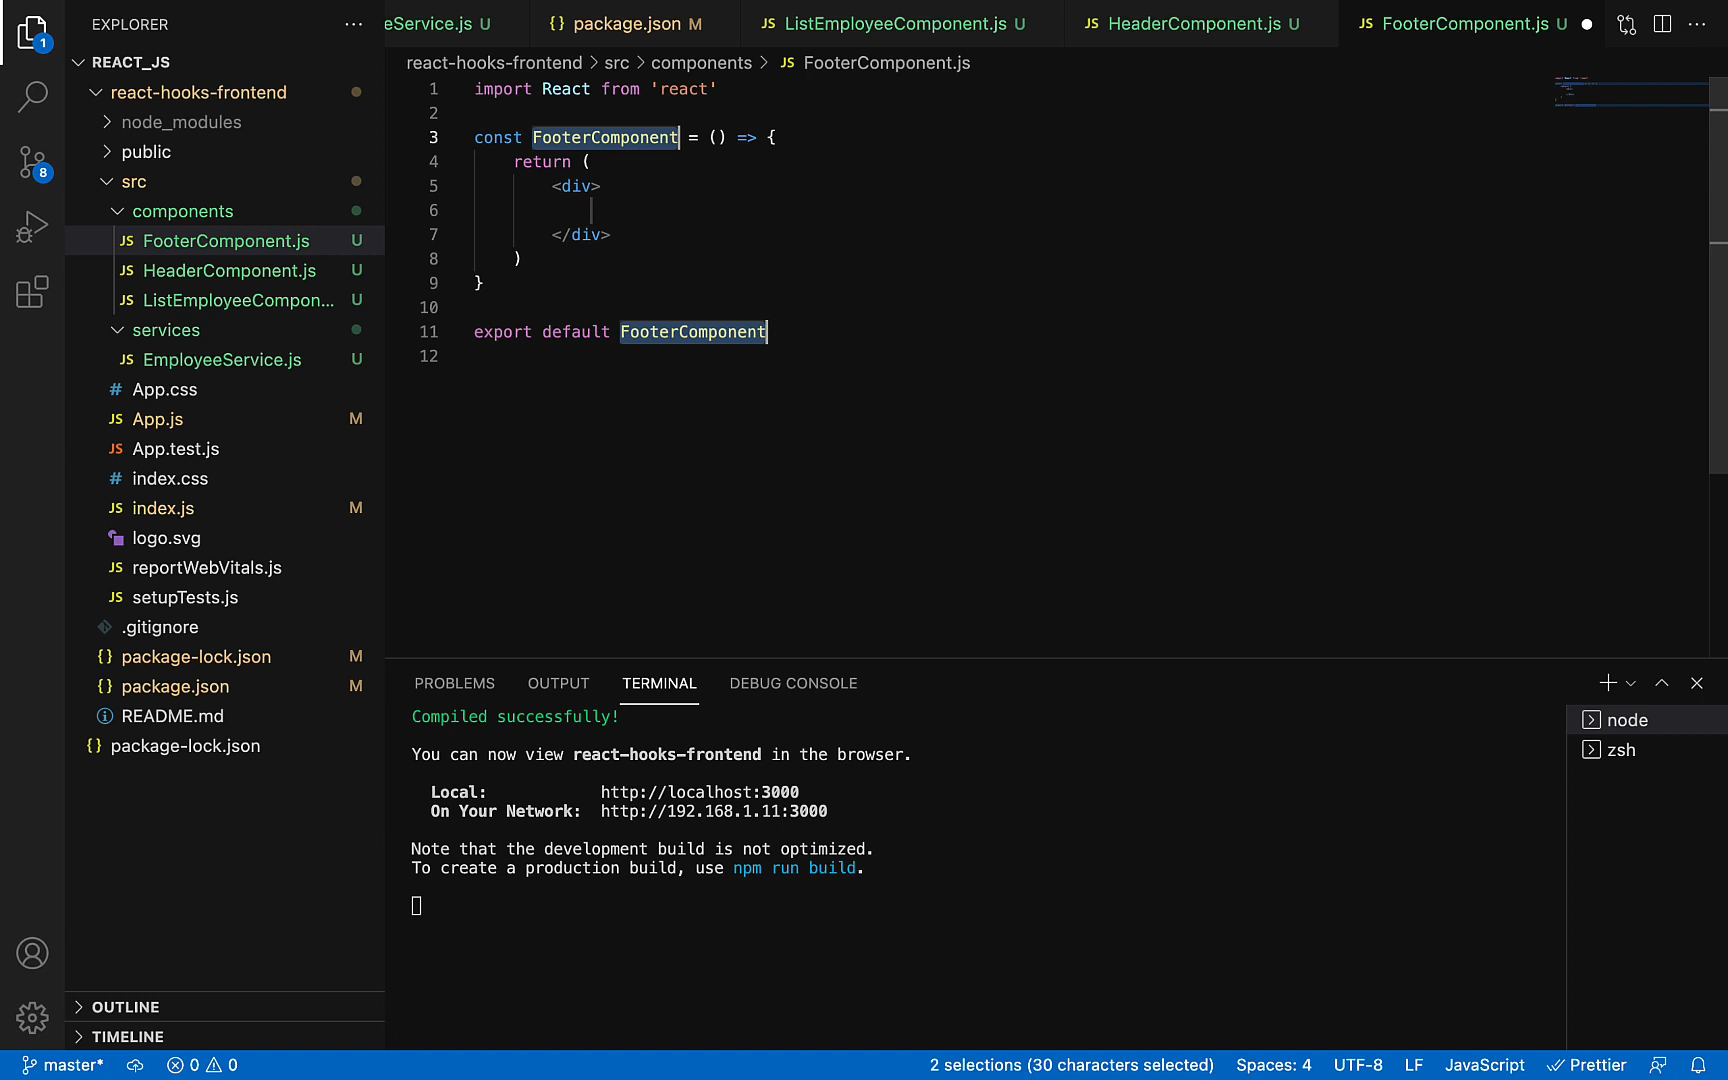 EXPLORER
eService.js U
{} package.json M
JS ListEmployeeComponent.js U
JS HeaderComponent.js U
JS FooterComponent.js U
1
8
REACT_JS
react-hooks-frontend
node_modules
public
src
components
JS FooterComponent.js U
JS HeaderComponent.js U
JS ListEmployeeCompon... U
services
JS EmployeeService.js U
# App.css
JS App.js M
JS App.test.js
# index.css
JS index.js M
logo.svg
JS reportWebVitals.js
JS setupTests.js
.gitignore
{} package-lock.json M
{} package.json M
README.md
{} package-lock.json
OUTLINE
TIMELINE
react-hooks-frontend > src > components > JS FooterComponent.js
1 import React from 'react'
2
3 const FooterComponent = () => {
4 return (
5 <div>
6
7 </div>
8 )
9 }
10
11 export default FooterComponent
12
PROBLEMS OUTPUT TERMINAL DEBUG CONSOLE
Compiled successfully!
You can now view react-hooks-frontend in the browser.
Local: http://localhost:3000
On Your Network: http://192.168.1.11:3000
Note that the development build is not optimized.
To create a production build, use npm run build.
node
zsh
master* 0 0 2 selections (30 characters selected) Spaces: 4 UTF-8 LF JavaScript Prettier